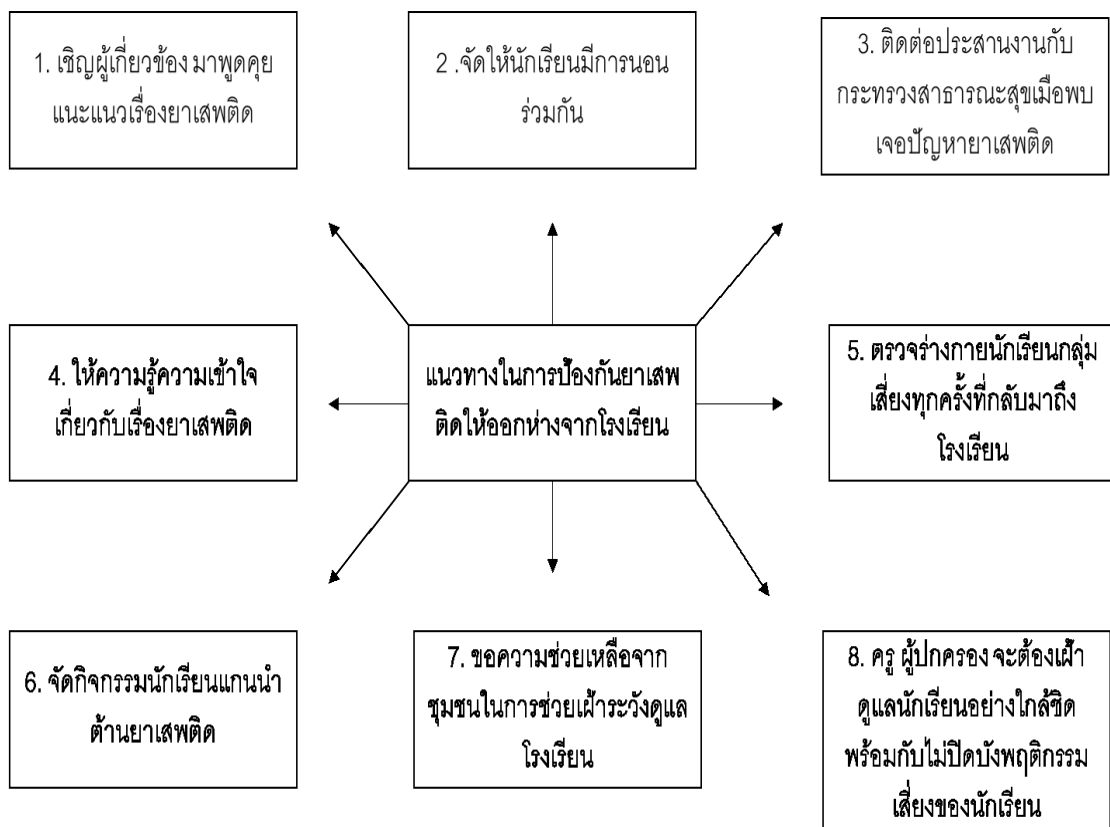 1. เชิญผู้เกี่ยวข้อง มาพูดคุย
แนะแนวเรื่องยาเสพติด
2 .จัดให้นักเรียนมีการนอน
ร่วมกัน
3. ติดต่อประสานงานกับ
กระทรวงสาธารณะสุขเมื่อพบ
เจอปัญหายาเสพติด
4. ให้ความรู้ความเข้าใจ
เกี่ยวกับเรื่องยาเสพติด
แนวทางในการป้องกันยาเสพ
ติดให้ออกห่างจากโรงเรียน
5. ตรวจร่างกายนักเรียนกลุ่ม
เสี่ยงทุกครั้งที่กลับมาถึง
โรงเรียน
6. จัดกิจกรรมนักเรียนแกนนำ
ต้านยาเสพติด
7. ขอความช่วยเหลือจาก
ชุมชนในการช่วยเฝ้าระวังดูแล
โรงเรียน
8. ครู ผู้ปกครอง จะต้องเฝ้า
ดูแลนักเรียนอย่างใกล้ชิด
พร้อมกับไม่ปิดบังพฤติกรรม
เสี่ยงของนักเรียน